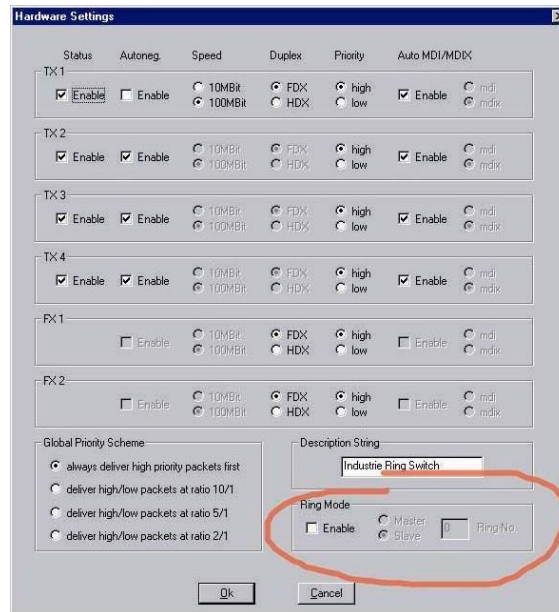 Hardware Settings
Status Autoneg. Speed Duplex Priority Auto MDI/MDIX
TX 1
Enable Enable 10MBit FDX high Enable mdi
100MBit HDX low mdix
TX 2
Enable Enable 10MBit FDX high Enable mdi
100MBit HDX low mdix
TX 3
Enable Enable 10MBit FDX high Enable mdi
100MBit HDX low mdix
TX 4
Enable Enable 10MBit FDX high Enable mdi
100MBit HDX low mdix
FX 1
Enable 10MBit FDX high Enable mdi
100MBit HDX low mdix
FX 2
Enable 10MBit FDX high Enable mdi
100MBit HDX low mdix
Global Priority Scheme
always deliver high priority packets first
deliver high/low packets at ratio 10/1
deliver high/low packets at ratio 5/1
deliver high/low packets at ratio 2/1
Description String
Industrie Ring Switch
Ring Mode
Enable Master 0 Ring-No.
Slave
Ok Cancel